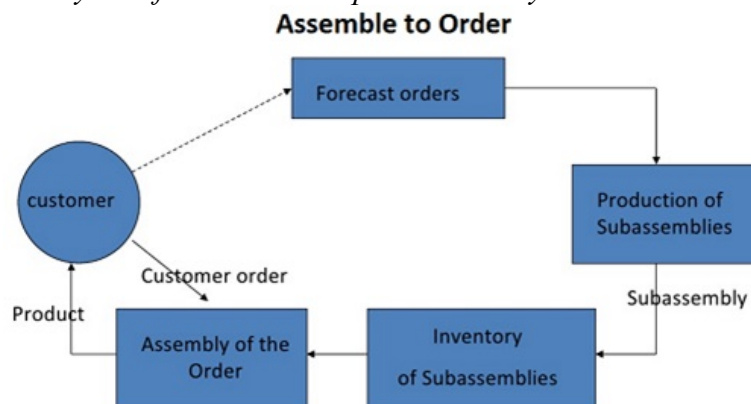 Assemble to Order
Forecast orders
customer
Production of
Subassemblies
Customer order
Subassembly
Product
Assembly of the
Order
Inventory
of Subassemblies